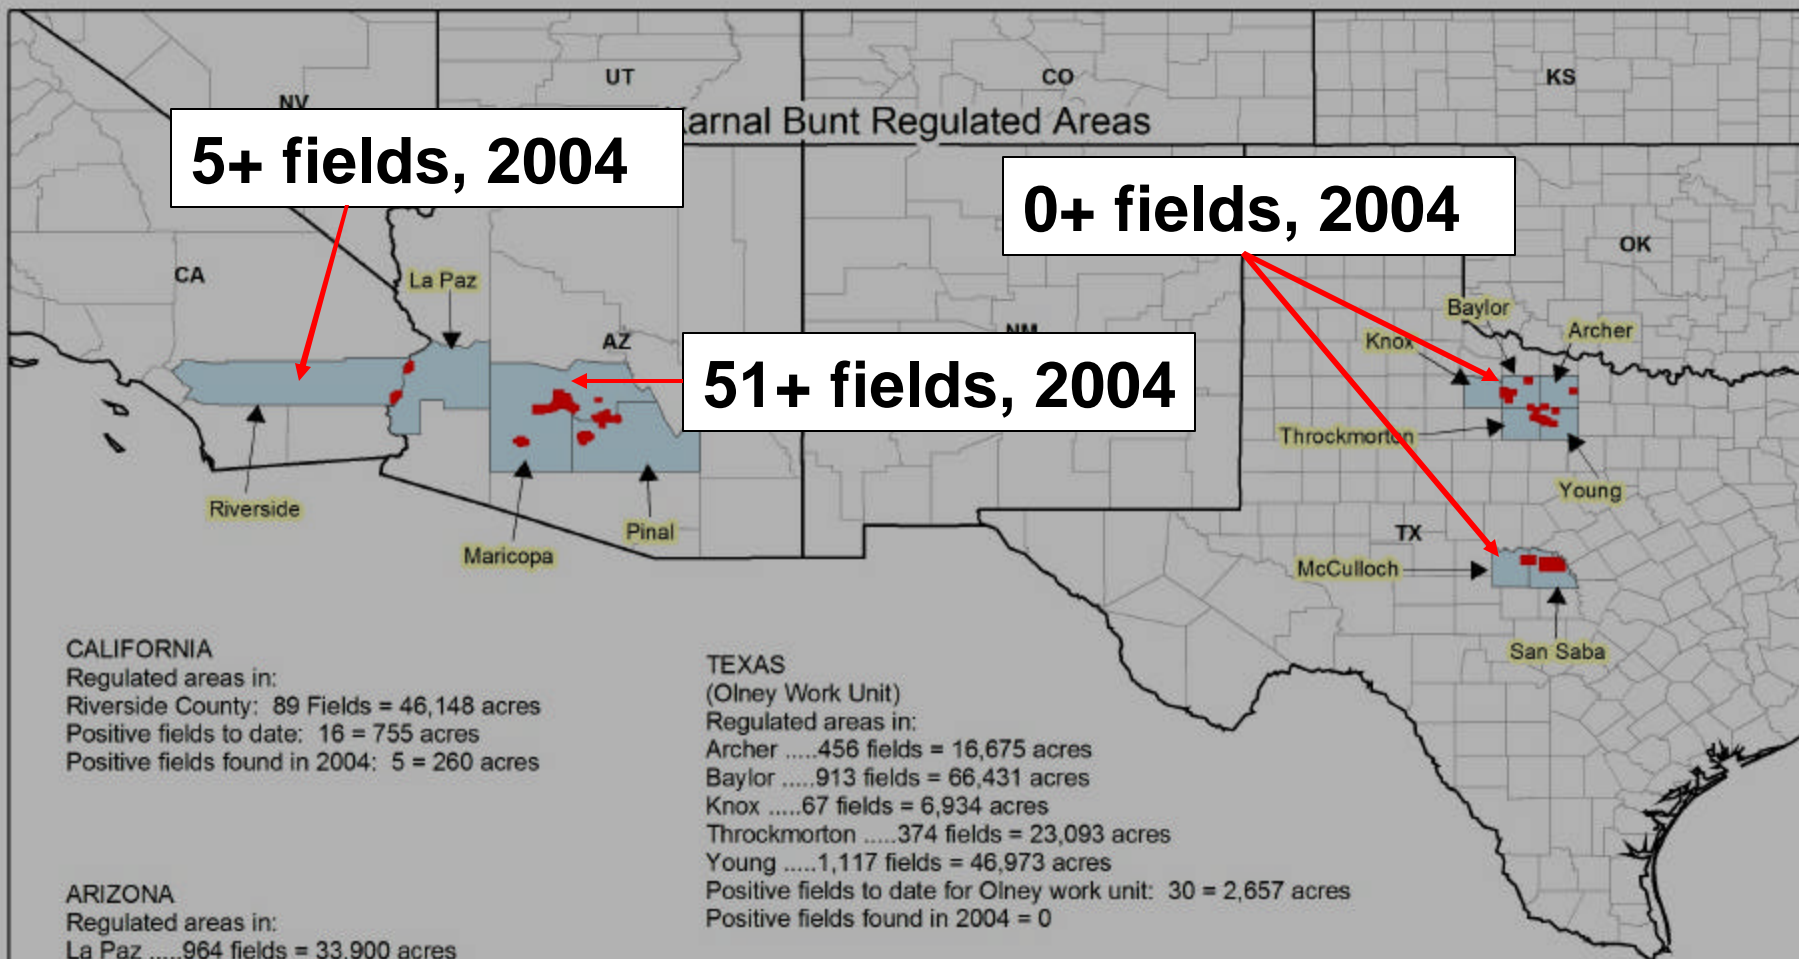 UT
CO
KS
NV
Karnal Bunt Regulated Areas
5+ fields, 2004
0+ fields, 2004
OK
CA
La Paz
Baylor
Archer
AZ
NM
Knox
51+ fields, 2004
Throckmorton
Young
Riverside
Pinal
Maricopa
TX
McCulloch
San Saba
CALIFORNIA
Regulated areas in:
Riverside County: 89 Fields = 46,148 acres
Positive fields to date: 16 = 755 acres
Positive fields found in 2004: 5 = 260 acres
ARIZONA
Regulated areas in:
La Paz .....964 fields = 33,900 acres
TEXAS
(Olney Work Unit)
Regulated areas in:
Archer .....456 fields = 16,675 acres
Baylor .....913 fields = 66,431 acres
Knox .....67 fields = 6,934 acres
Throckmorton .....374 fields = 23,093 acres
Young .....1,117 fields = 46,973 acres
Positive fields to date for Olney work unit: 30 = 2,657 acres
Positive fields found in 2004 = 0